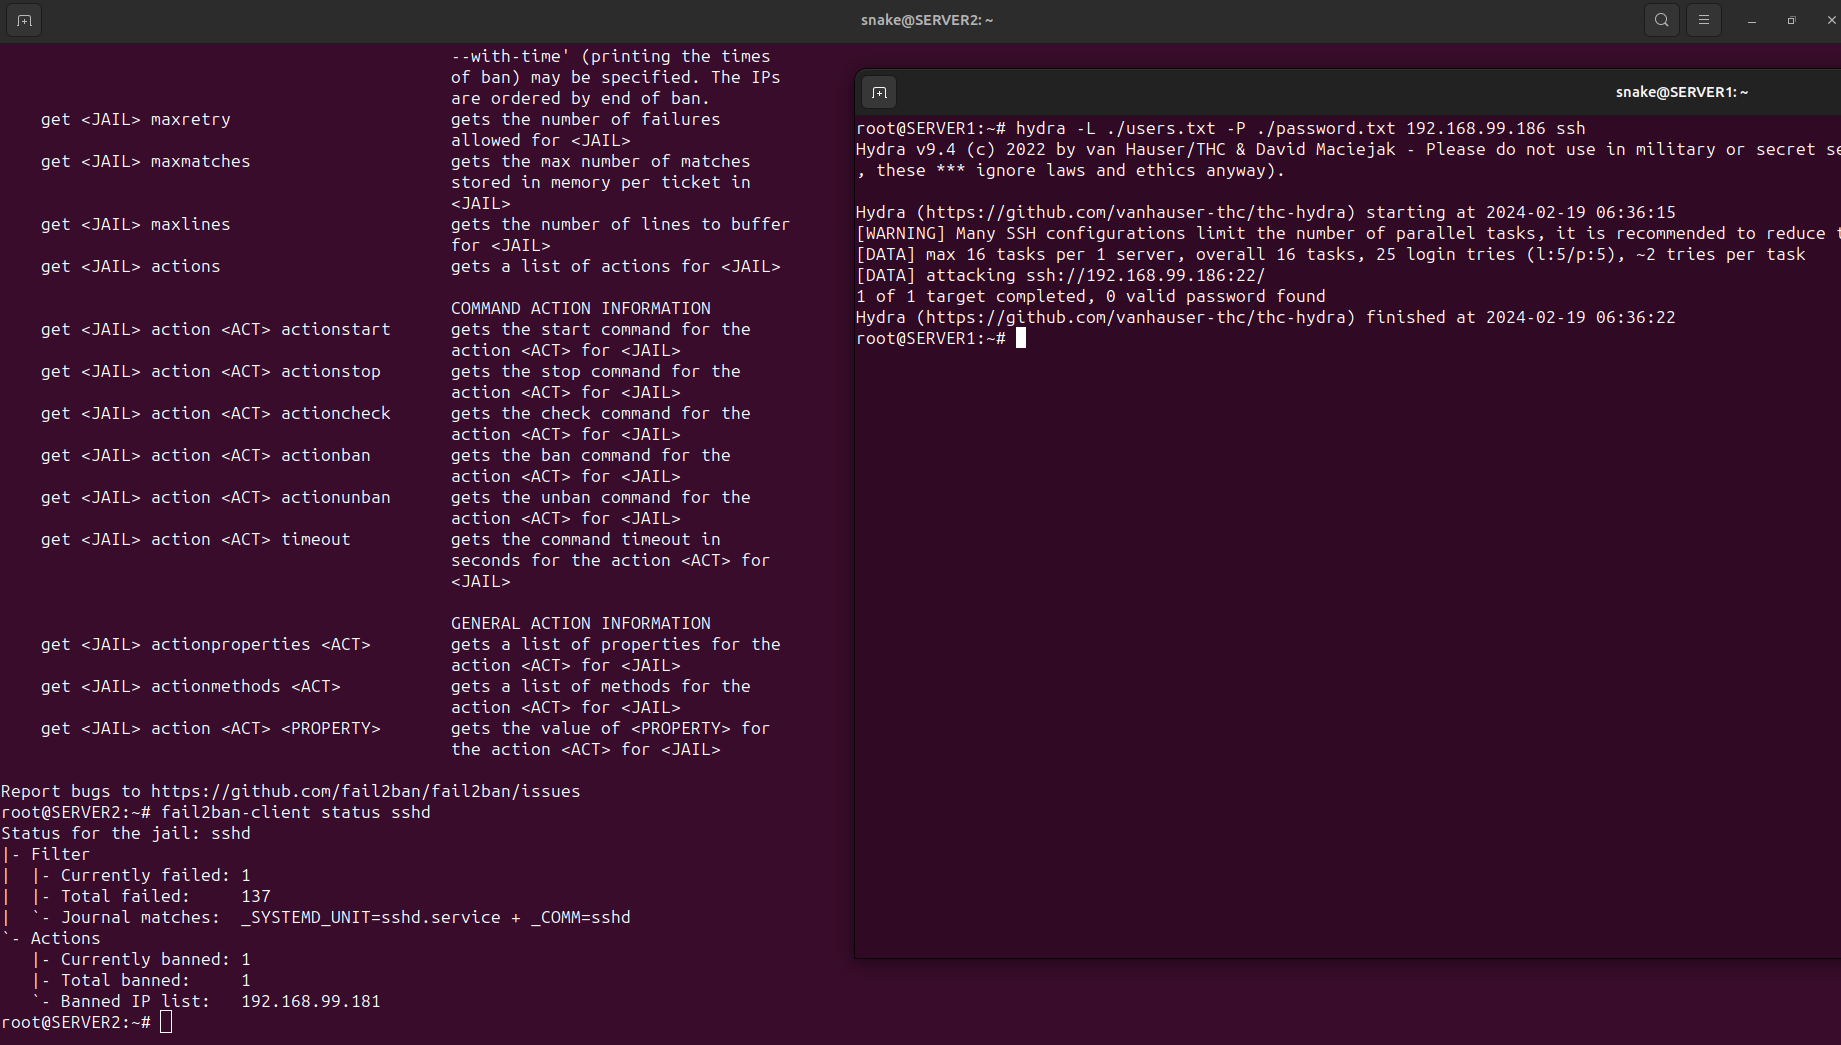 snake@SERVER2: ~
--with-time' (printing the times
of ban) may be specified. The IPs
are ordered by end of ban.
get <JAIL> maxretry gets the number of failures
allowed for <JAIL>
get <JAIL> maxmatches gets the max number of matches
stored in memory per ticket in
<JAIL>
get <JAIL> maxlines gets the number of lines to buffer
for <JAIL>
get <JAIL> actions gets a list of actions for <JAIL>
COMMAND ACTION INFORMATION
get <JAIL> action <ACT> actionstart gets the start command for the
action <ACT> for <JAIL>
get <JAIL> action <ACT> actionstop gets the stop command for the
action <ACT> for <JAIL>
get <JAIL> action <ACT> actioncheck gets the check command for the
action <ACT> for <JAIL>
get <JAIL> action <ACT> actionban gets the ban command for the
action <ACT> for <JAIL>
get <JAIL> action <ACT> actionunban gets the unban command for the
action <ACT> for <JAIL>
get <JAIL> action <ACT> timeout gets the command timeout in
seconds for the action <ACT> for
<JAIL>
GENERAL ACTION INFORMATION
get <JAIL> actionproperties <ACT> gets a list of properties for the
action <ACT> for <JAIL>
get <JAIL> actionmethods <ACT> gets a list of methods for the
action <ACT> for <JAIL>
get <JAIL> action <ACT> <PROPERTY> gets the value of <PROPERTY> for
the action <ACT> for <JAIL>
Report bugs to https://github.com/fail2ban/fail2ban/issues
root@SERVER2:~# fail2ban-client status sshd
Status for the jail: sshd
|- Filter
|  |- Currently failed: 1
|  |- Total failed:     137
|  `- Journal matches:  _SYSTEMD_UNIT=sshd.service + _COMM=sshd
`- Actions
   |- Currently banned: 1
   |- Total banned:     1
   `- Banned IP list:   192.168.99.181
root@SERVER2:~#
snake@SERVER1: ~
root@SERVER1:~# hydra -L ./users.txt -P ./password.txt 192.168.99.186 ssh
Hydra v9.4 (c) 2022 by van Hauser/THC & David Maciejak - Please do not use in military or secret se
, these *** ignore laws and ethics anyway).
Hydra (https://github.com/vanhauser-thc/thc-hydra) starting at 2024-02-19 06:36:15
[WARNING] Many SSH configurations limit the number of parallel tasks, it is recommended to reduce t
[DATA] max 16 tasks per 1 server, overall 16 tasks, 25 login tries (l:5/p:5), ~2 tries per task
[DATA] attacking ssh://192.168.99.186:22/
1 of 1 target completed, 0 valid password found
Hydra (https://github.com/vanhauser-thc/thc-hydra) finished at 2024-02-19 06:36:22
root@SERVER1:~#